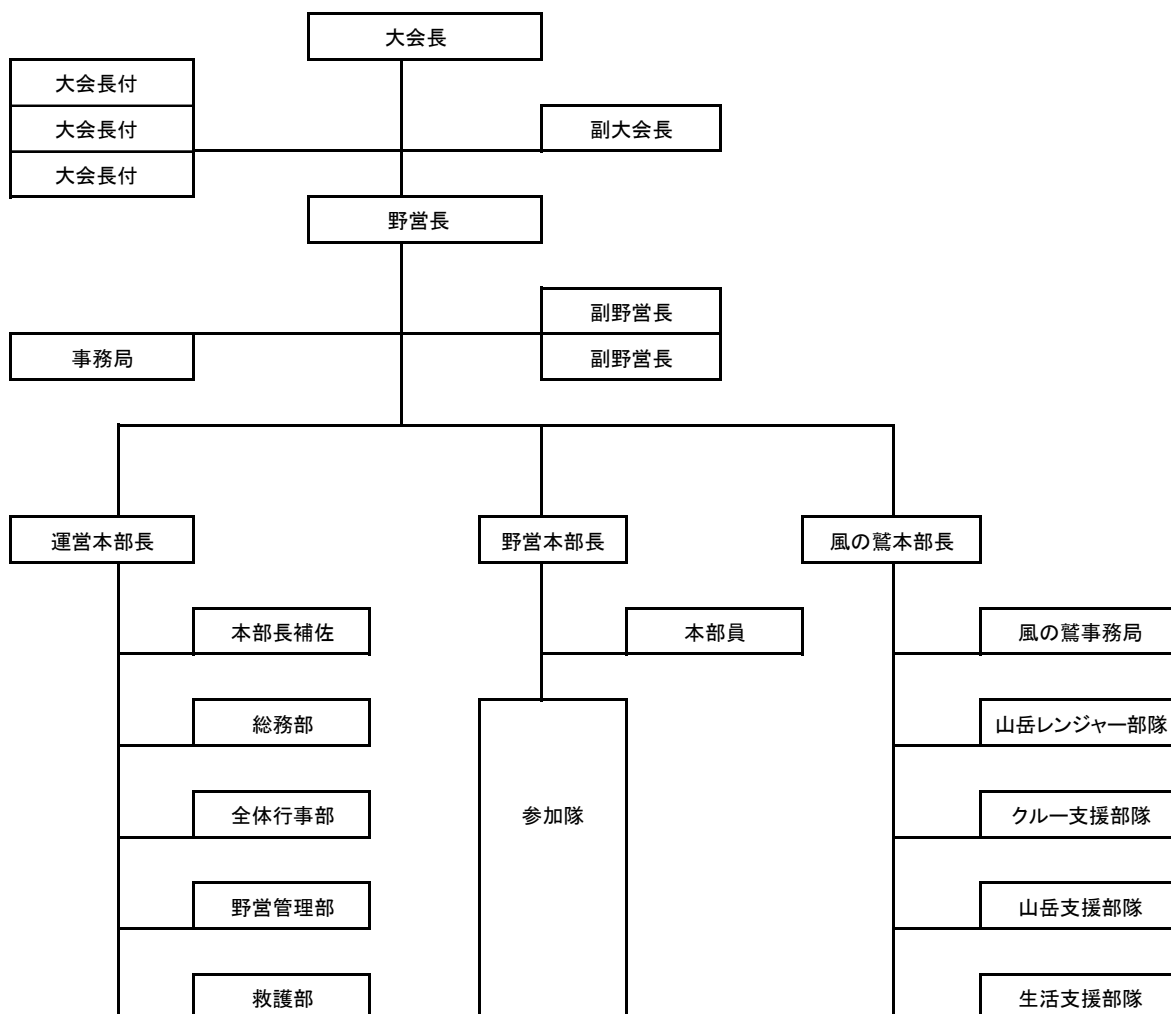 大会長
大会長付
大会長付
副大会長
大会長付
野営長
副野営長
事務局
副野営長
運営本部長
野営本部長
風の鷲本部長
本部長補佐
本部員
風の鷲事務局
総務部
山岳レンジャー部隊
全体行事部
参加隊
クルー支援部隊
野営管理部
山岳支援部隊
救護部
生活支援部隊